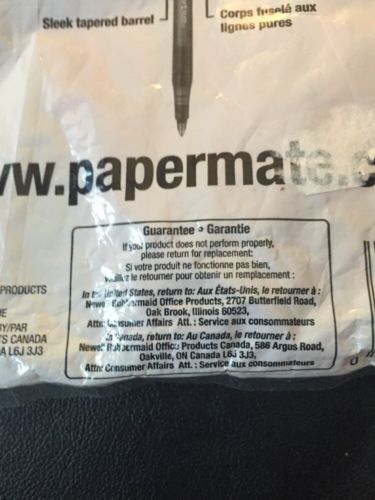 Sleek tapered barrel
Corps fuselé aux
lignes pures
ww.papermate.c
Guarantee • Garantie
If your product does not perform properly,
please return for replacement:
Si votre produit ne fonctionne pas bien,
veuillez le retourner pour obtenir un remplacement :
In the United States, return to: Aux États-Unis, le retourner à :
Newell Rubbermaid Office Products, 2707 Butterfield Road,
Oak Brook, Illinois 60523,
Attn: Consumer Affairs Att. : Service aux consommateurs
In Canada, return to: Au Canada, le retourner à :
Newell Rubbermaid Office Products Canada, 586 Argus Road,
Oakville, ON Canada L6J 3J3,
Attn: Consumer Affairs Att. : Service aux consommateurs
PRODUCTS
NE
BY/PAR
TS CANADA
A L6J 3J3
0